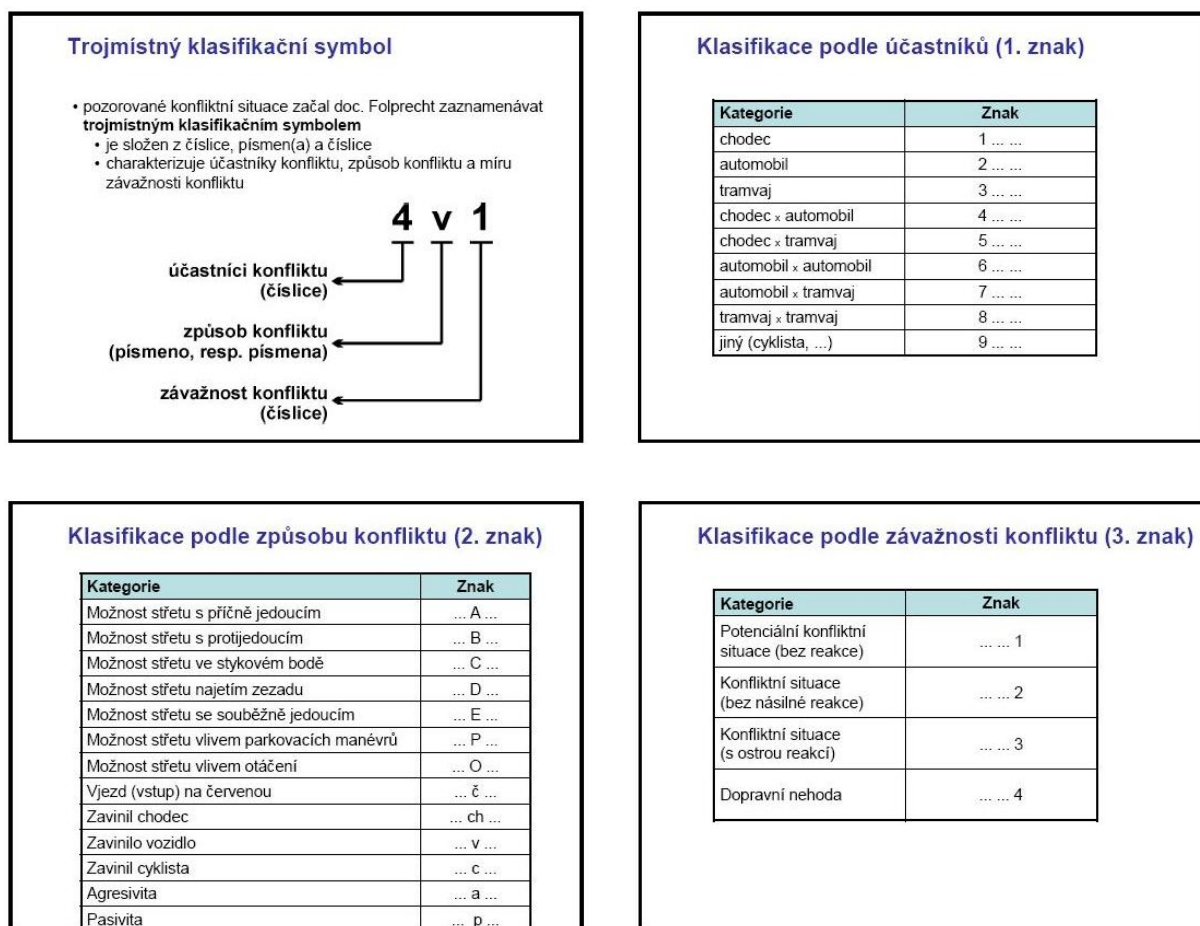 Trojmístný klasifikační symbol
• pozorované konfliktní situace začal doc. Folprecht zaznamenávat
trojmístným klasifikačním symbolem
• je složen z číslice, písmen(a) a číslice
• charakterizuje účastníky konfliktu, způsob konfliktu a míru
závažnosti konfliktu
4 v 1
účastníci konfliktu
(číslice)
způsob konfliktu
(písmeno, resp. písmena)
závažnost konfliktu
(číslice)
Klasifikace podle účastníků (1. znak)
Kategorie Znak
chodec 1 ... ...
automobil 2 ... ...
tramvaj 3 ... ...
chodec x automobil 4 ... ...
chodec x tramvaj 5 ... ...
automobil x automobil 6 ... ...
automobil x tramvaj 7 ... ...
tramvaj x tramvaj 8 ... ...
jiný (cyklista, ...) 9 ... ...
Klasifikace podle způsobu konfliktu (2. znak)
Kategorie Znak
Možnost střetu s příčně jedoucím ... A ...
Možnost střetu s protijedoucím ... B ...
Možnost střetu ve stykovém bodě ... C ...
Možnost střetu najetím zezadu ... D ...
Možnost střetu se souběžně jedoucím ... E ...
Možnost střetu vlivem parkovacích manévrů ... P ...
Možnost střetu vlivem otáčení ... O ...
Vjezd (vstup) na červenou ... č ...
Zavinil chodec ... ch ...
Zavinilo vozidlo ... v ...
Zavinil cyklista ... c ...
Agresivita ... a ...
Pasivita ... p ...
Klasifikace podle závažnosti konfliktu (3. znak)
Kategorie Znak
Potenciální konfliktní
situace (bez reakce) ... ... 1
Konfliktní situace
(bez násilné reakce) ... ... 2
Konfliktní situace
(s ostrou reakcí) ... ... 3
Dopravní nehoda ... ... 4